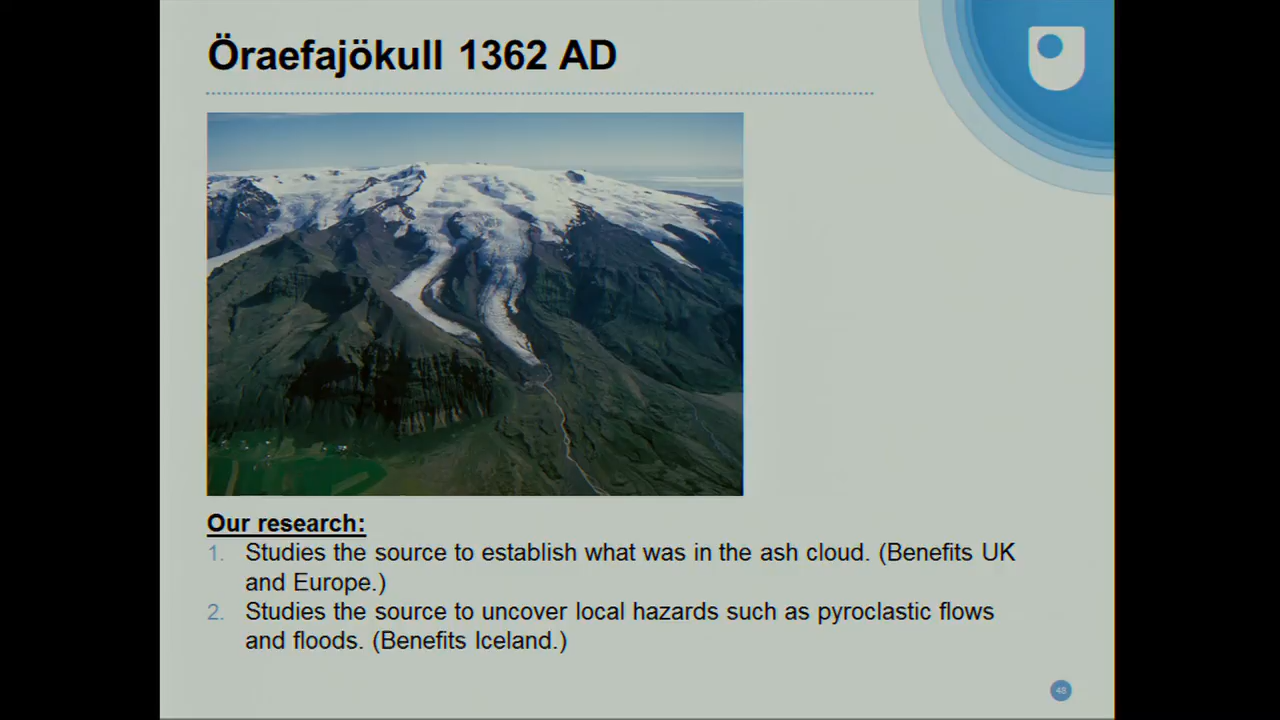 Öraefajökull 1362 AD
Our research:
1. Studies the source to establish what was in the ash cloud. (Benefits UK
and Europe.)
2. Studies the source to uncover local hazards such as pyroclastic flows
and floods. (Benefits Iceland.)
48